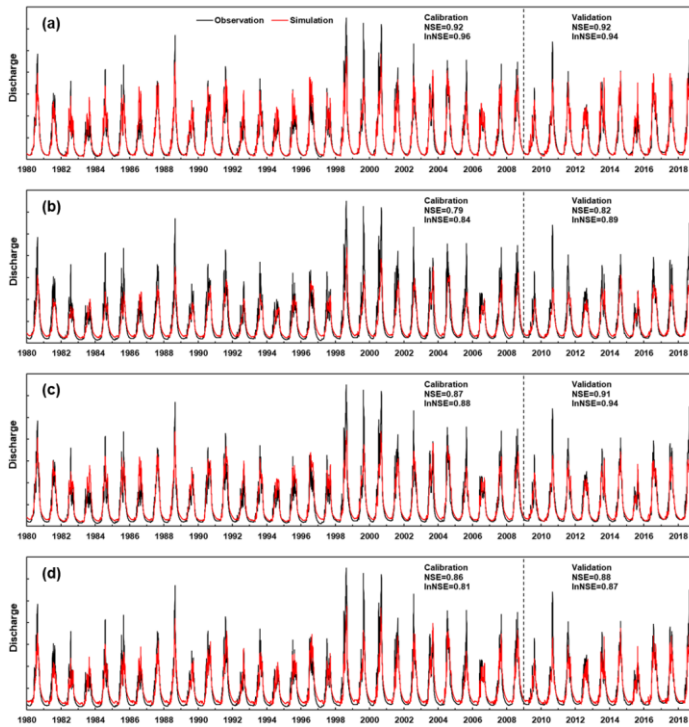 (a)
Observation Simulation
Calibration
NSE=0.92
lnNSE=0.96
Validation
NSE=0.92
lnNSE=0.94
Discharge
1980 1982 1984 1986 1988 1990 1992 1994 1996 1998 2000 2002 2004 2006 2008 2010 2012 2014 2016 2018
(b)
Calibration
NSE=0.79
lnNSE=0.84
Validation
NSE=0.82
lnNSE=0.89
Discharge
1980 1982 1984 1986 1988 1990 1992 1994 1996 1998 2000 2002 2004 2006 2008 2010 2012 2014 2016 2018
(c)
Calibration
NSE=0.87
lnNSE=0.88
Validation
NSE=0.91
lnNSE=0.94
Discharge
1980 1982 1984 1986 1988 1990 1992 1994 1996 1998 2000 2002 2004 2006 2008 2010 2012 2014 2016 2018
(d)
Calibration
NSE=0.86
lnNSE=0.81
Validation
NSE=0.88
lnNSE=0.87
Discharge
1980 1982 1984 1986 1988 1990 1992 1994 1996 1998 2000 2002 2004 2006 2008 2010 2012 2014 2016 2018